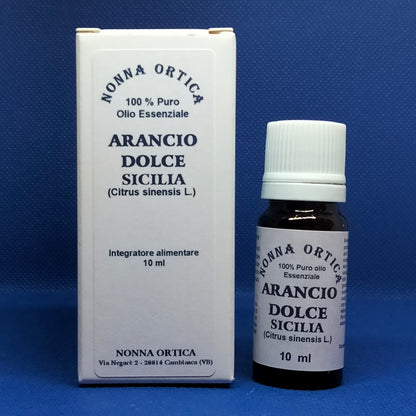 NONNA ORTICA
100 % Puro
Olio Essenziale
ARANCIO
DOLCE
SICILIA
(Citrus sinensis L.)
Integratore alimentare
10 ml
NONNA ORTICA
Via Negarè 2 - 28814 Cambiasca (VB)
NONNA ORTICA
100% Puro olio
Essenziale
ARANCIO
DOLCE
SICILIA
(Citrus sinensis L.)
10 ml